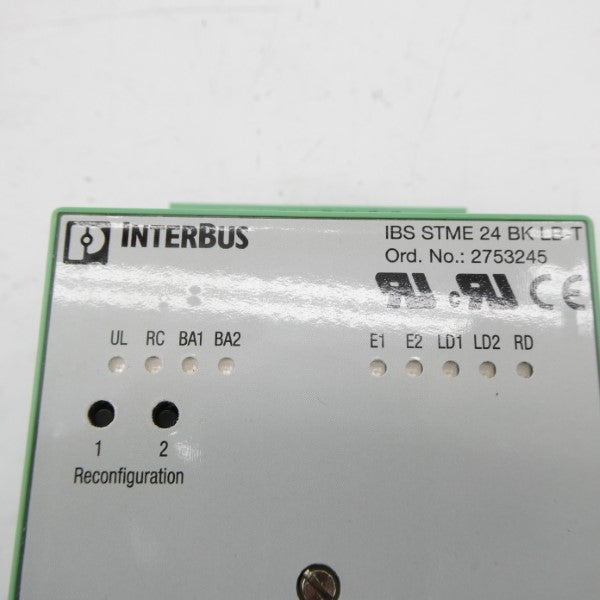 INTERBUS
IBS STME 24 BK LB-T
Ord. No.: 2753245
UL RC BA1 BA2
E1 E2 LD1 LD2 RD
1 2
Reconfiguration